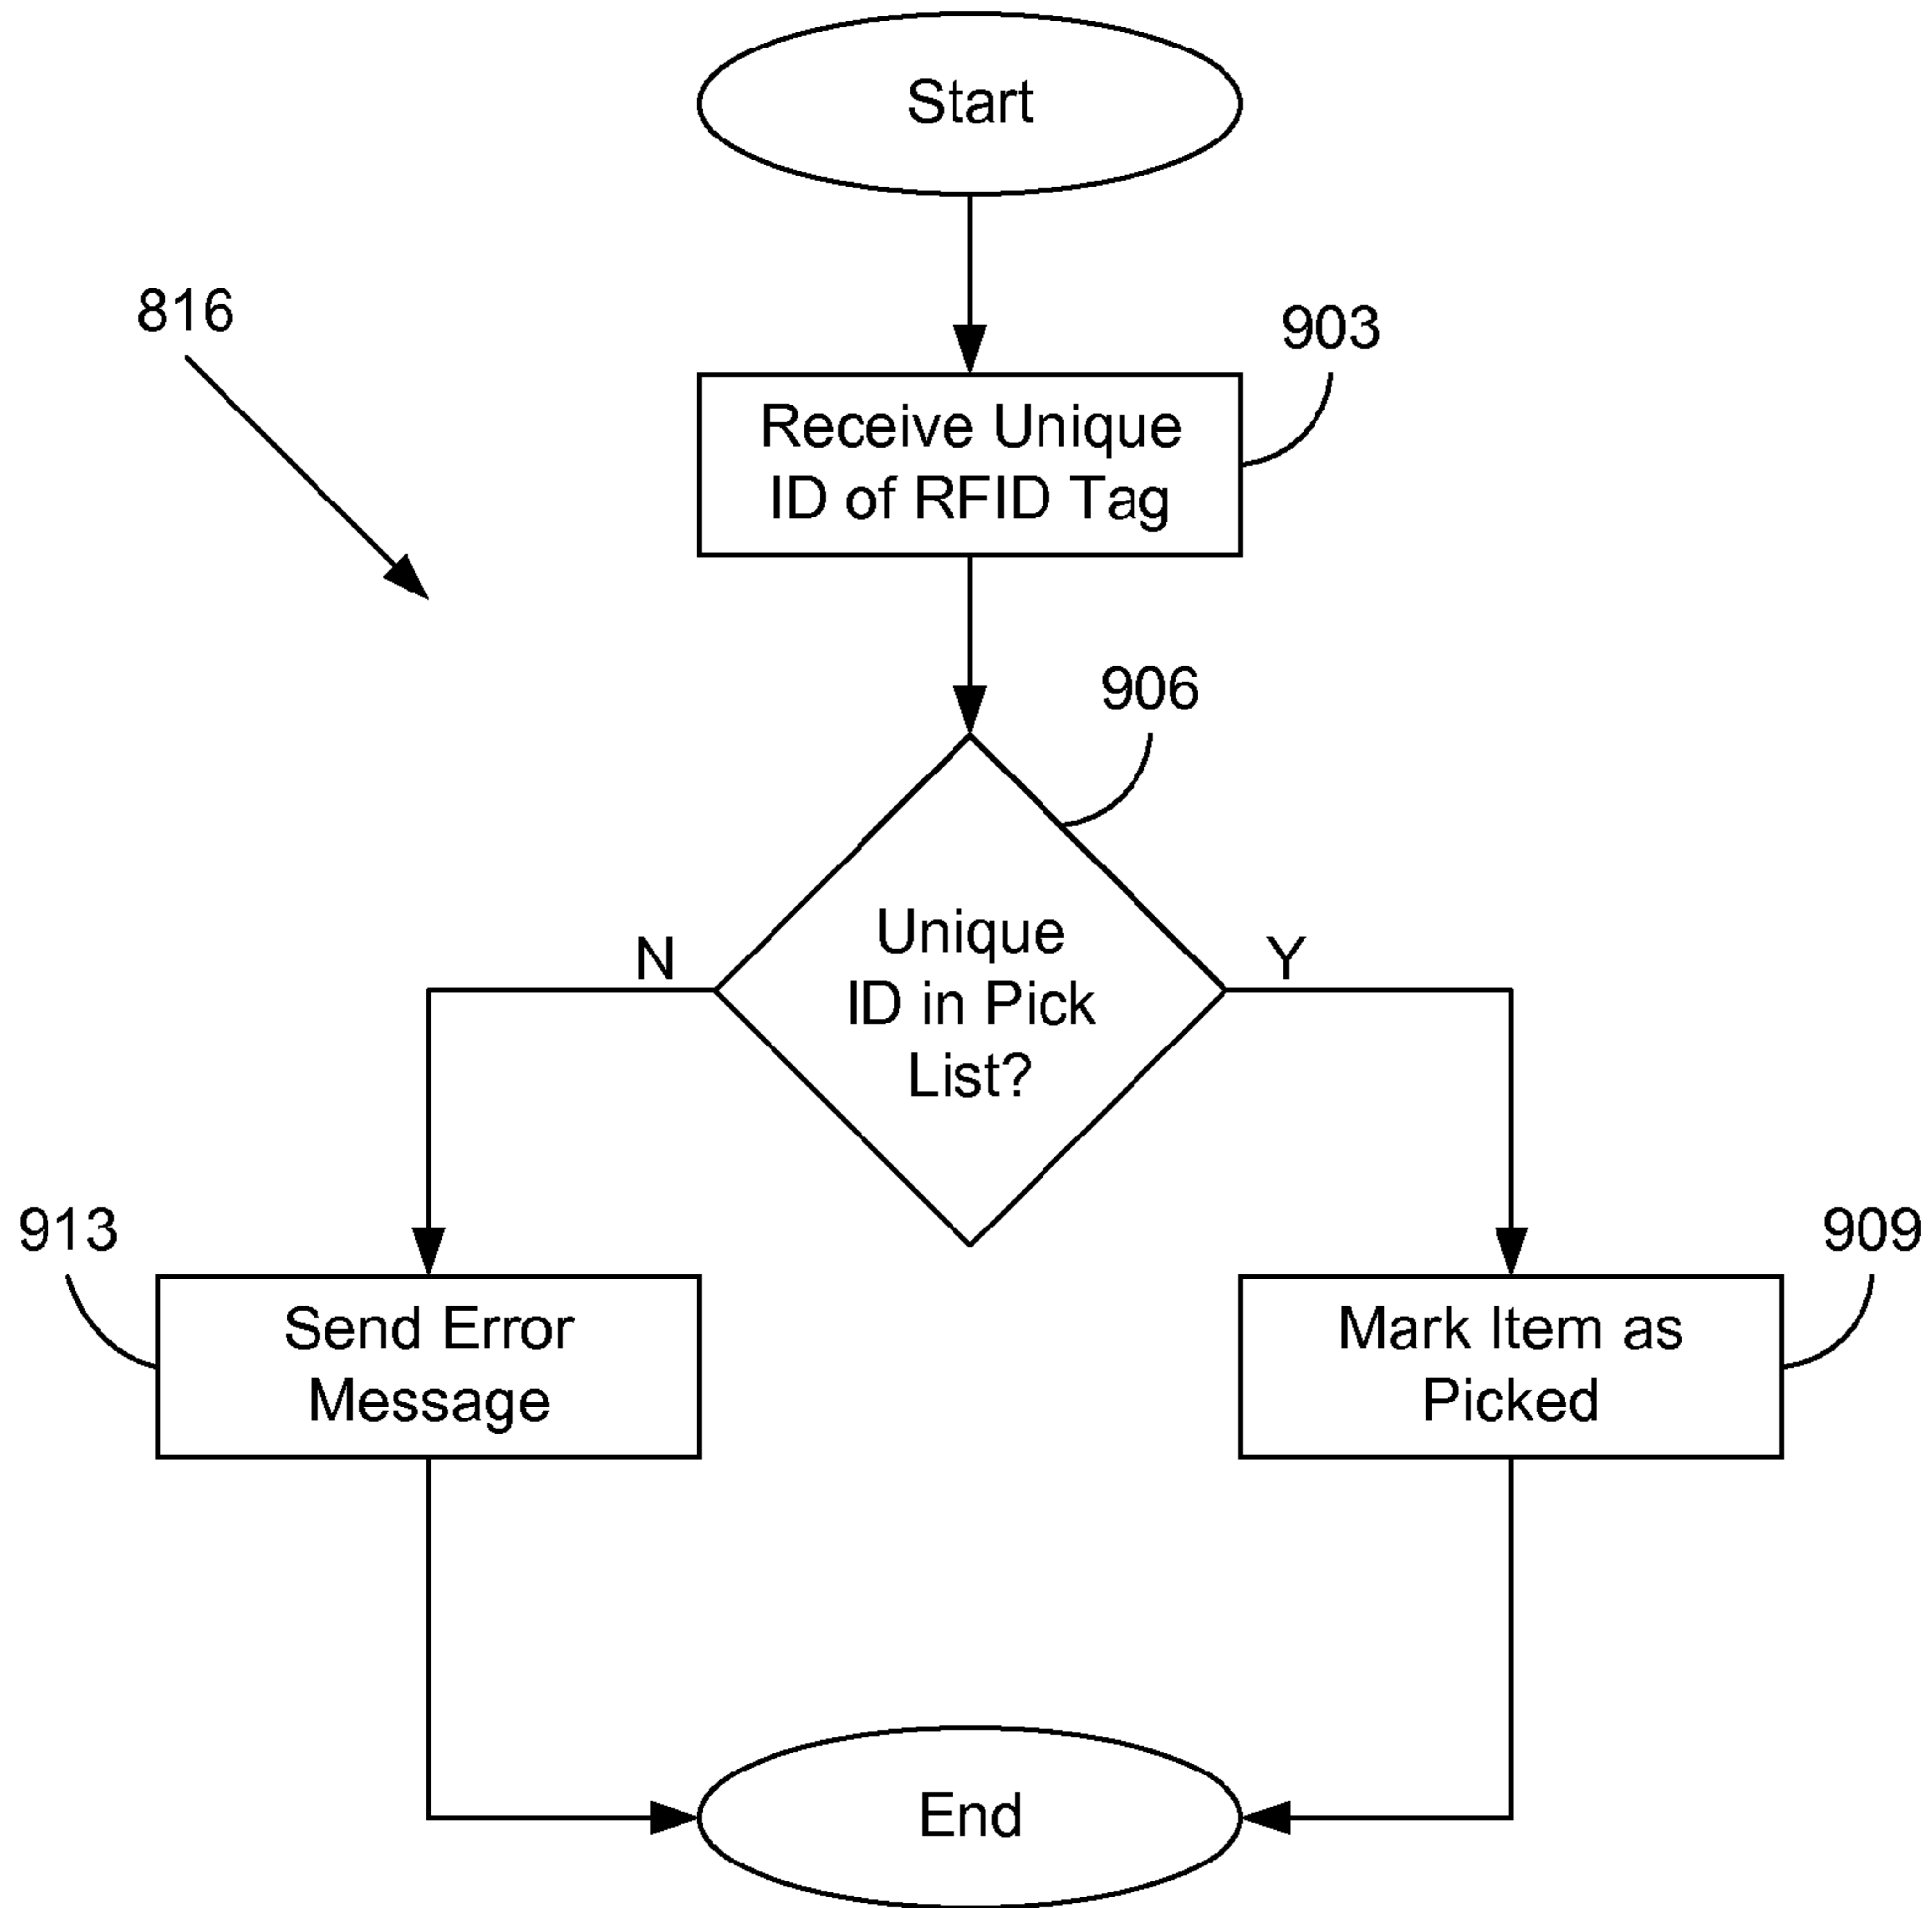 Start
816
903
Receive Unique
ID of RFID Tag
906
Unique
ID in Pick
List?
N
Y
913
909
Send Error
Message
Mark Item as
Picked
End